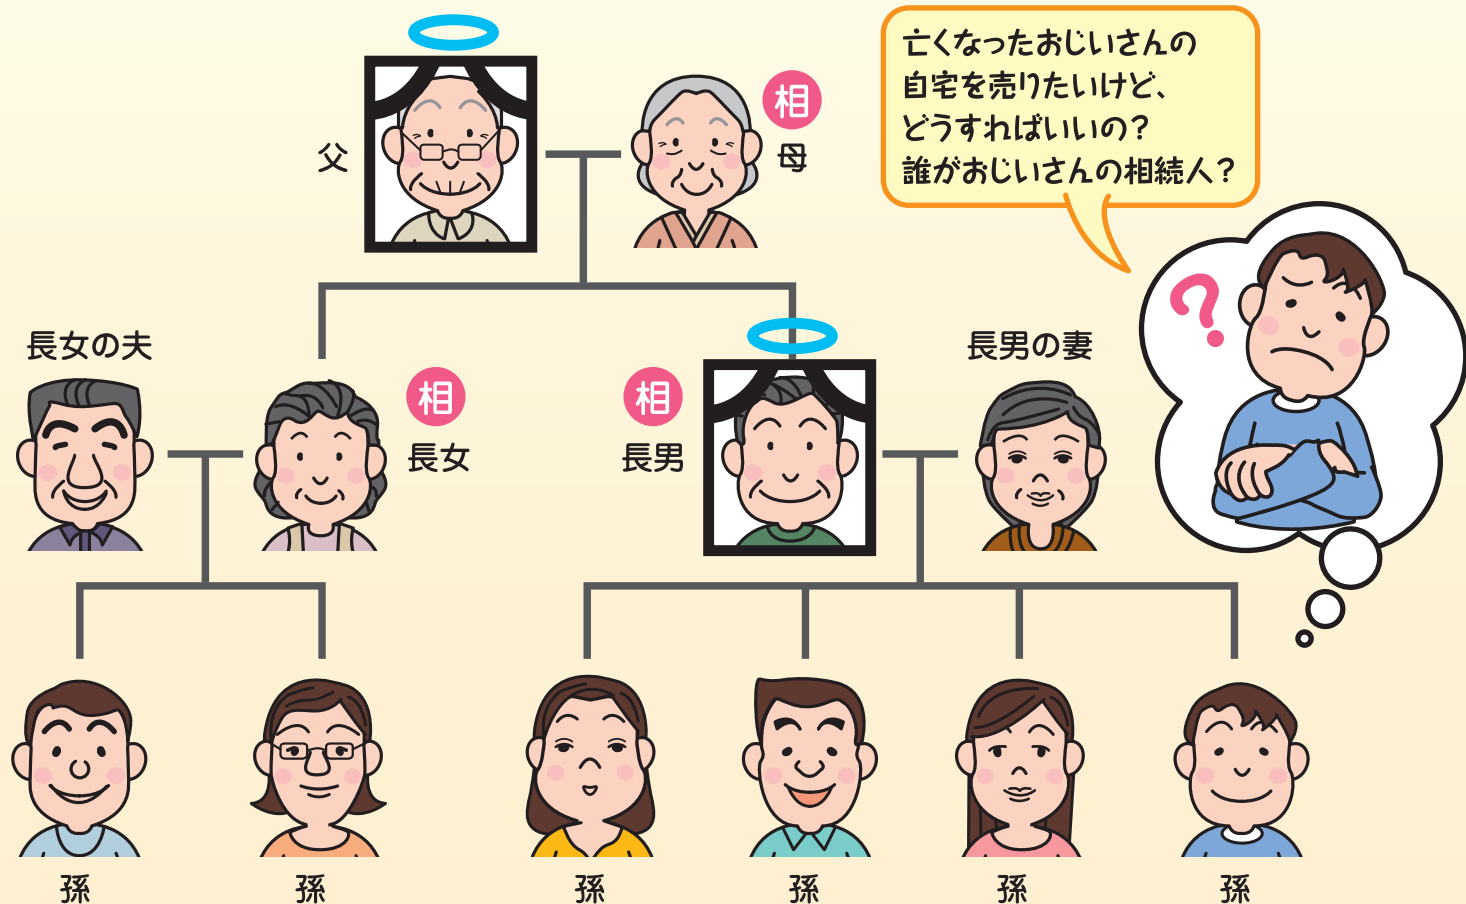 亡くなったおじいさんの
自宅を売りたいけど、
どうすればいいの?
誰がおじいさんの相続人?
父
相
母
長女の夫
相
長女
相
長男
長男の妻
孫
孫
孫
孫
孫
孫